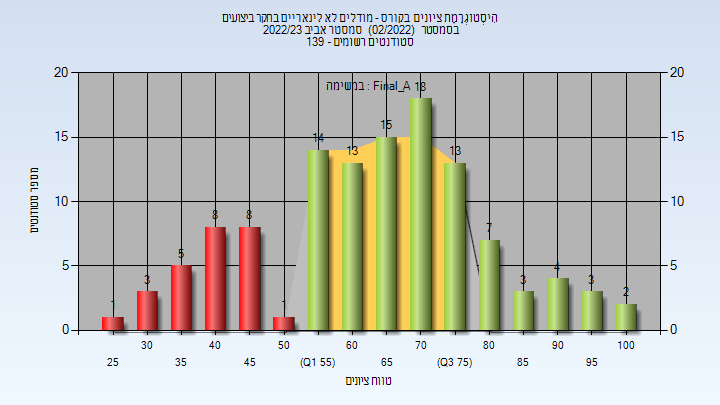 הִיסְטוֹגְרָמַת ציונים בקורס - מודלים לא לינאריים בחקר ביצועים
בסמסטר (02/2022) סמסטר אביב 2022/23
סטודנטים רשומים - 139
במשימה : Final_A
20 20
15 15
10 10
5 5
0 0
מספר סטודנטים
1 3 5 8 8 1 14 13 15 18 13 7 3 4 3 2
30 40 50 60 70 80 90 100
25 35 45 (Q1 55) 65 (Q3 75) 85 95
טווח ציונים